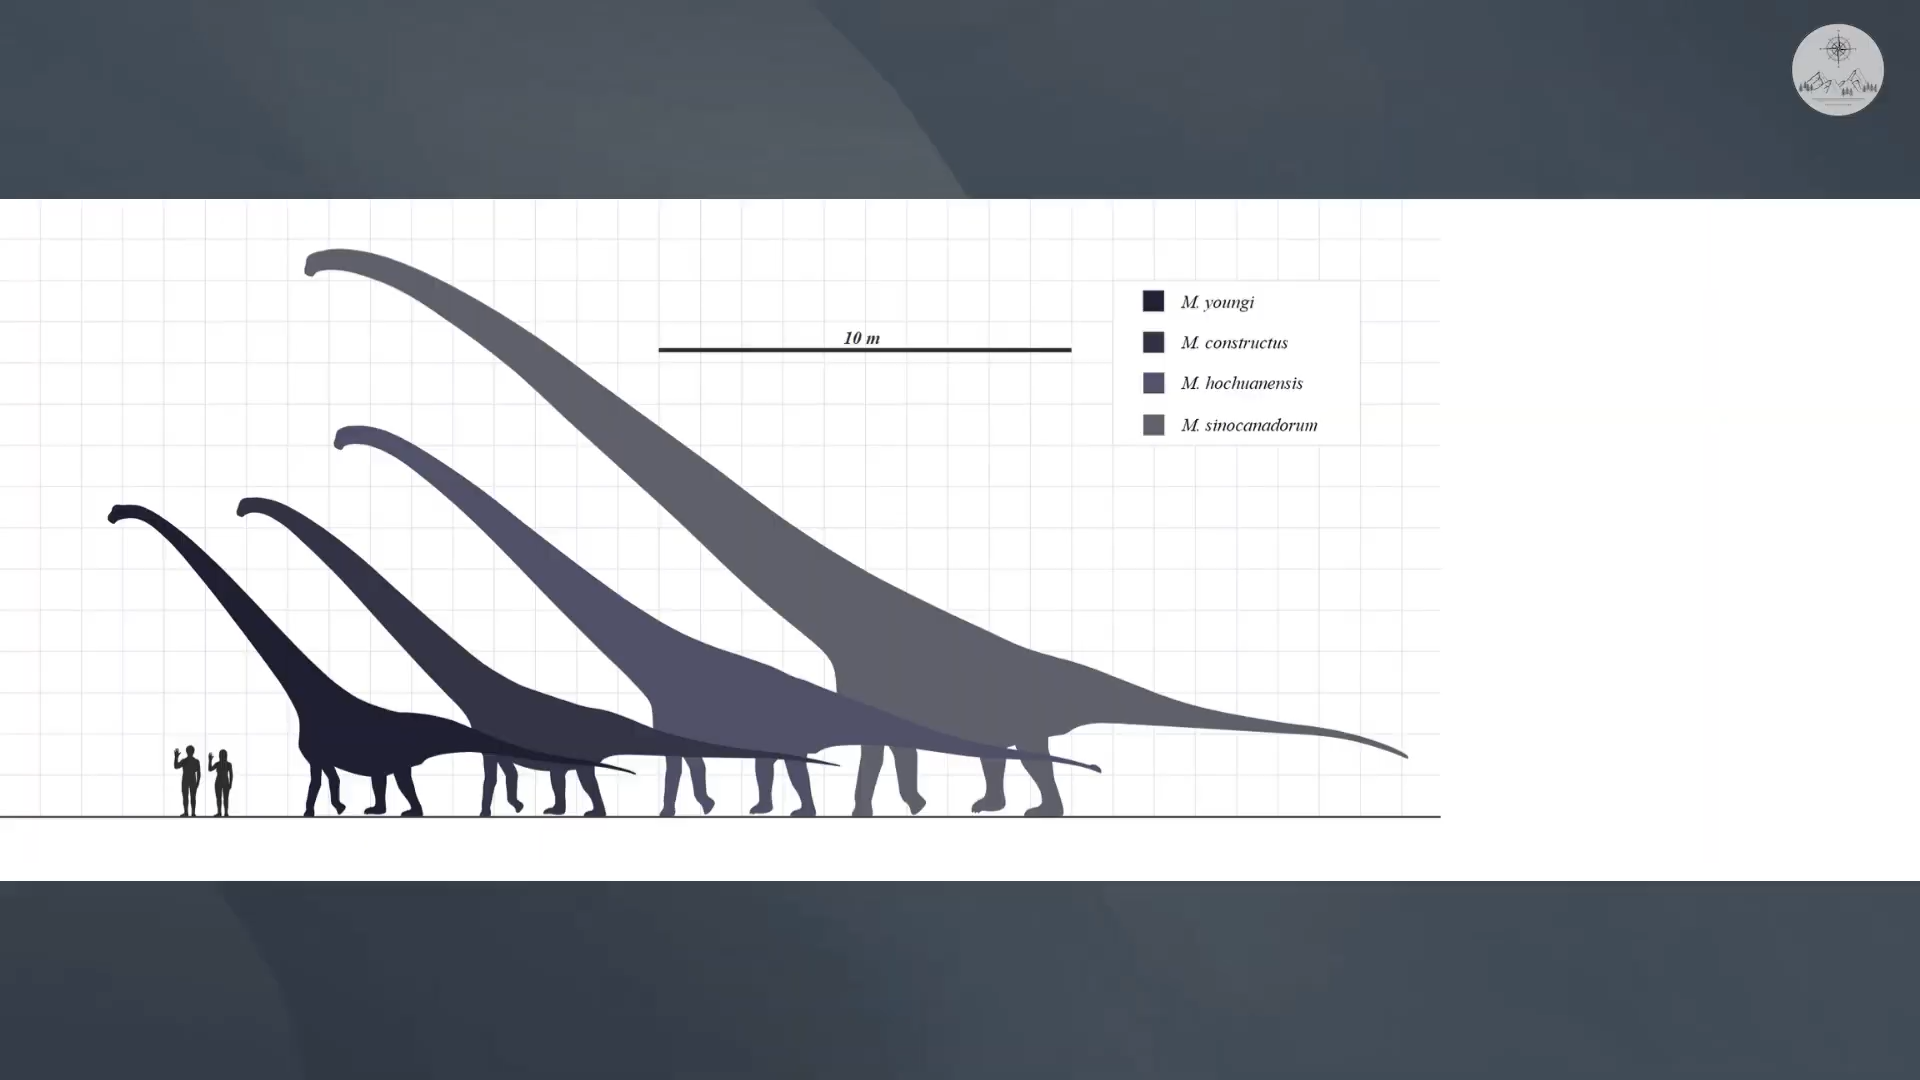 10 m
M. youngi
M. constructus
M. hochuanensis
M. sinocanadorum